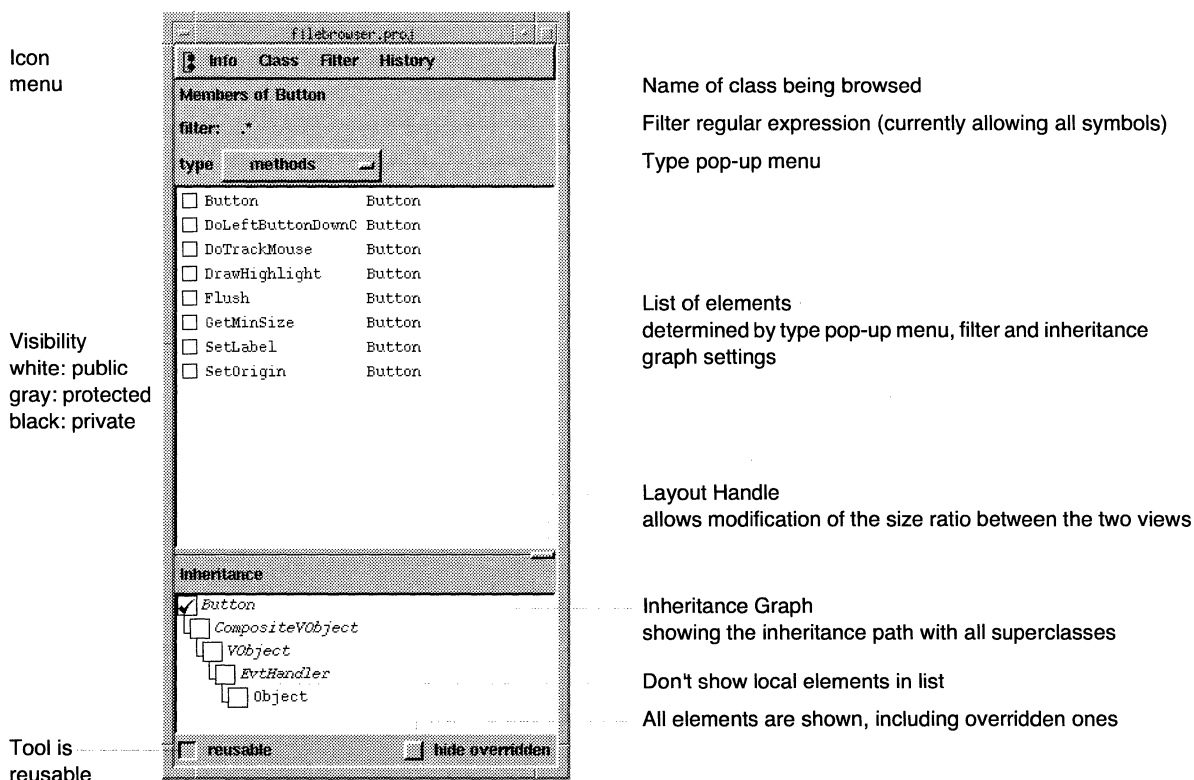 Icon
menu
filebrowser.proj
Info Class Filter History
Members of Button
filter: .*
type methods
Button Button
DoLeftButtonDownC Button
DoTrackMouse Button
DrawHighlight Button
Flush Button
GetMinSize Button
SetLabel Button
SetOrigin Button
Inheritance
Button
CompositeVObject
VObject
EvtHandler
Object
reusable hide overridden
Visibility
white: public
gray: protected
black: private
Tool is
reusable
Name of class being browsed
Filter regular expression (currently allowing all symbols)
Type pop-up menu
List of elements
determined by type pop-up menu, filter and inheritance
graph settings
Layout Handle
allows modification of the size ratio between the two views
Inheritance Graph
showing the inheritance path with all superclasses
Don't show local elements in list
All elements are shown, including overridden ones